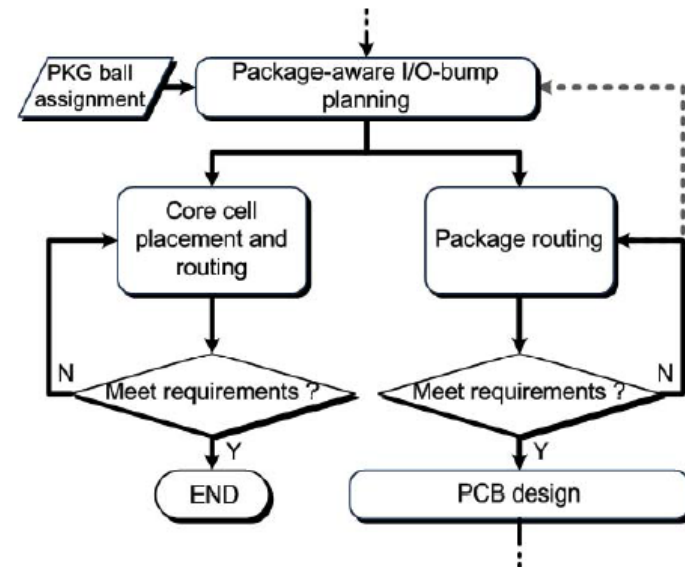 PKG ball
assignment
Package-aware I/O-bump
planning
Core cell
placement and
routing
Package routing
N
Meet requirements ?
Y
N
Meet requirements ?
Y
END
PCB design